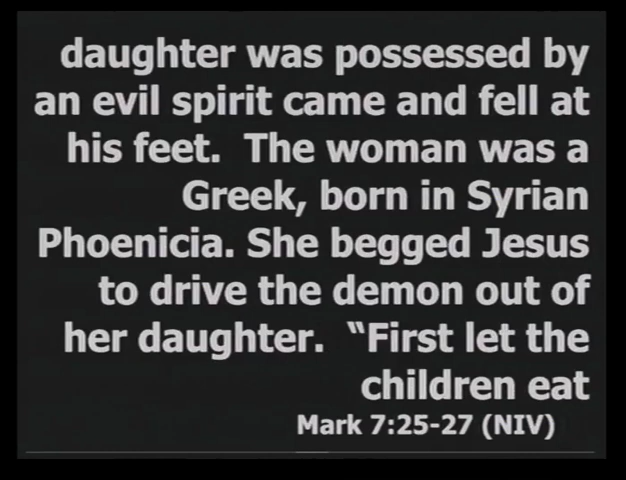 daughter was possessed by
an evil spirit came and fell at
his feet.  The woman was a
Greek, born in Syrian
Phoenicia. She begged Jesus
to drive the demon out of
her daughter.  “First let the
children eat
Mark 7:25-27 (NIV)